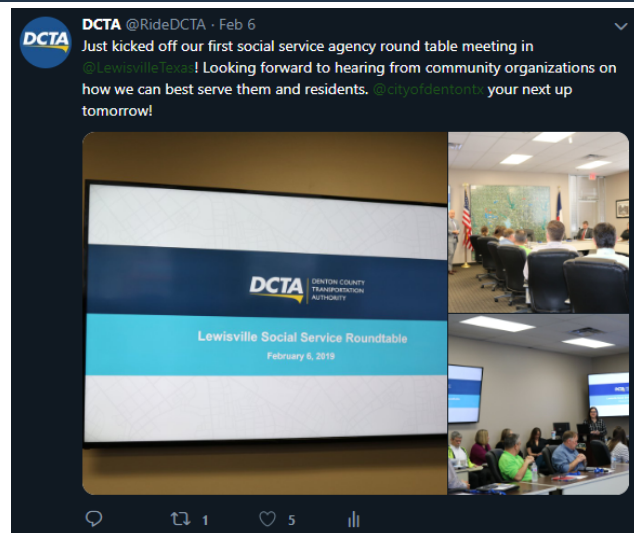 DCTA
DCTA @RideDCTA · Feb 6
Just kicked off our first social service agency round table meeting in
@LewisvilleTexas! Looking forward to hearing from community organizations on
how we can best serve them and residents. @cityofdentontx your next up
tomorrow!
DCTA DENTON COUNTY
TRANSPORTATION
AUTHORITY
Lewisville Social Service Roundtable
February 6, 2019
1
5